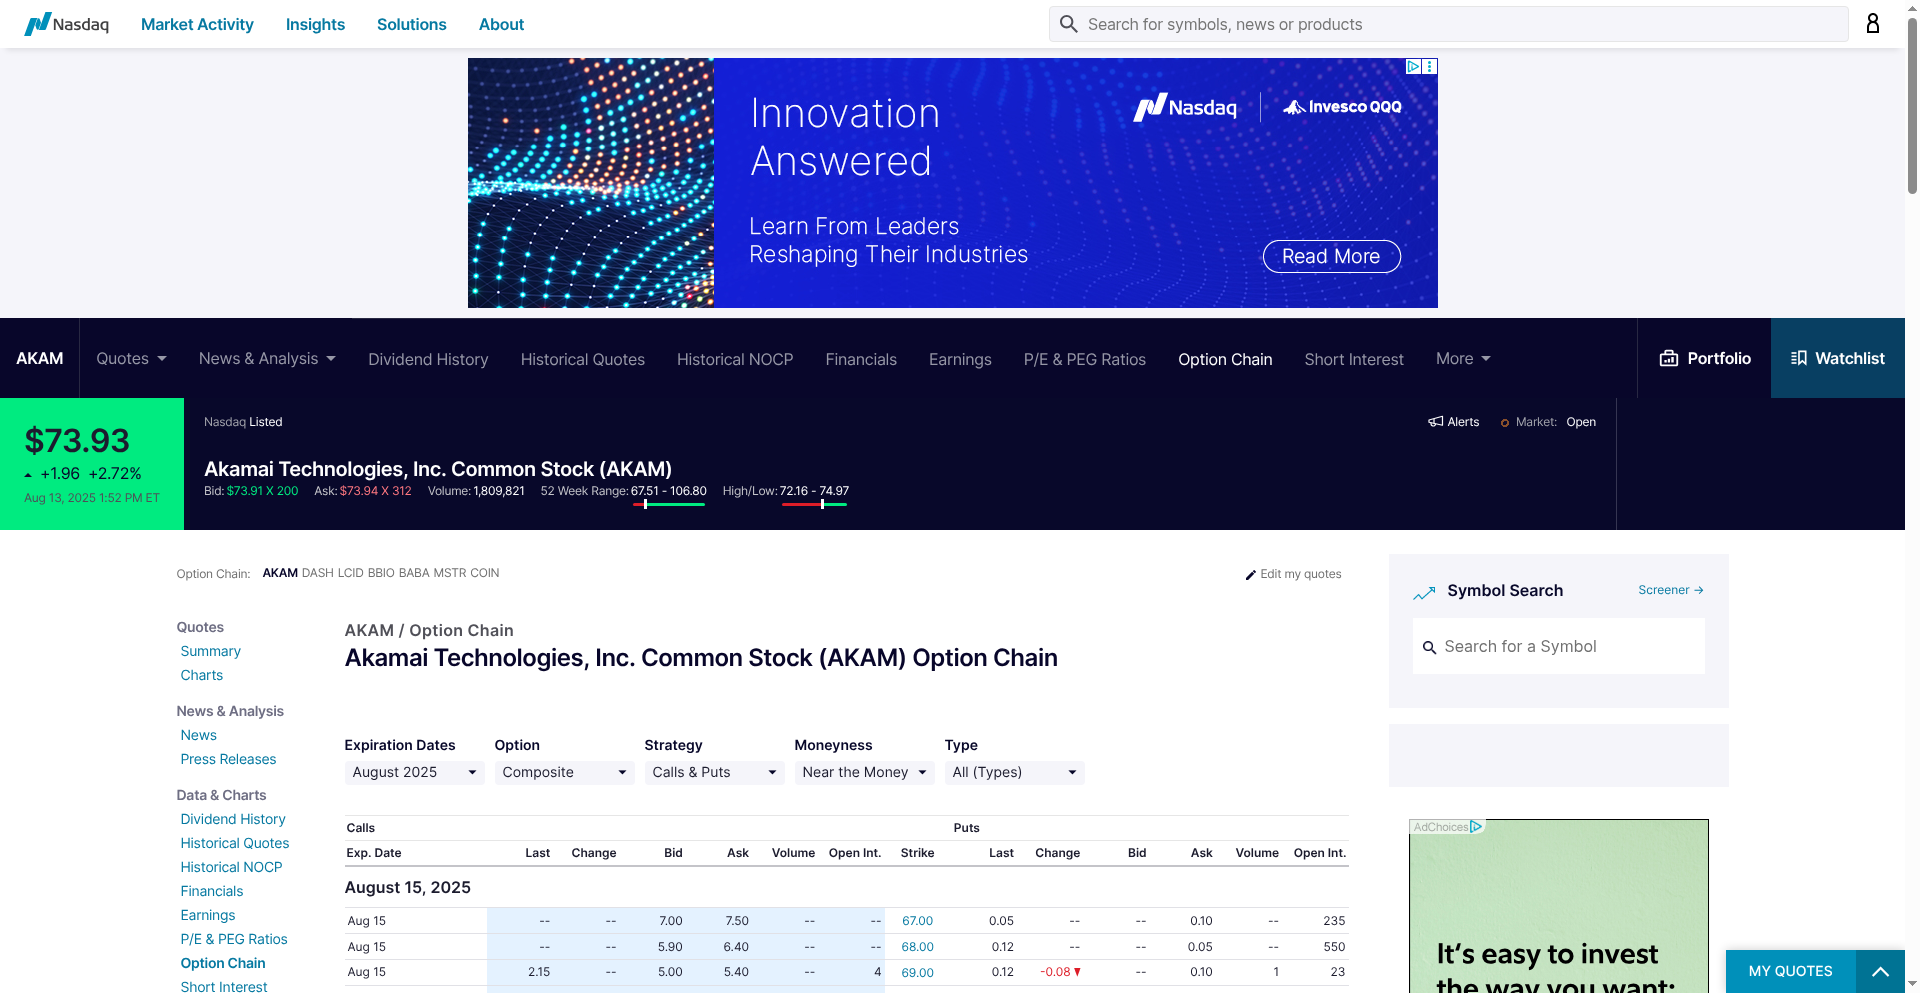 Nasdaq Market Activity Insights Solutions About Search for symbols, news or products
Innovation
Answered
Nasdaq Invesco QQQ
Learn From Leaders
Reshaping Their Industries
Read More
AKAM Quotes News & Analysis Dividend History Historical Quotes Historical NOCP Financials Earnings P/E & PEG Ratios Option Chain Short Interest More Portfolio Watchlist
$73.93
+1.96 +2.72%
Aug 13, 2025 1:52 PM ET
Nasdaq Listed
Alerts Market: Open
Akamai Technologies, Inc. Common Stock (AKAM)
Bid: $73.91 X 200 Ask: $73.94 X 312 Volume: 1,809,821 52 Week Range: 67.51 - 106.80 High/Low: 72.16 - 74.97
Option Chain: AKAM DASH LCID BBIO BABA MSTR COIN
Edit my quotes
Quotes
Summary
Charts
News & Analysis
News
Press Releases
Data & Charts
Dividend History
Historical Quotes
Historical NOCP
Financials
Earnings
P/E & PEG Ratios
Option Chain
Short Interest
AKAM / Option Chain
Akamai Technologies, Inc. Common Stock (AKAM) Option Chain
Expiration Dates Option Strategy Moneyness Type
August 2025 Composite Calls & Puts Near the Money All (Types)
Calls Puts
Exp. Date Last Change Bid Ask Volume Open Int. Strike Last Change Bid Ask Volume Open Int.
August 15, 2025
Aug 15 -- -- 7.00 7.50 -- -- 67.00 0.05 -- -- 0.10 -- 235
Aug 15 -- -- 5.90 6.40 -- -- 68.00 0.12 -- -- 0.05 -- 550
Aug 15 2.15 -- 5.00 5.40 -- 4 69.00 0.12 -0.08 ▼ -- 0.10 1 23
Symbol Search
Screener →
Search for a Symbol
AdChoices
It's easy to invest
the way you want:
MY QUOTES